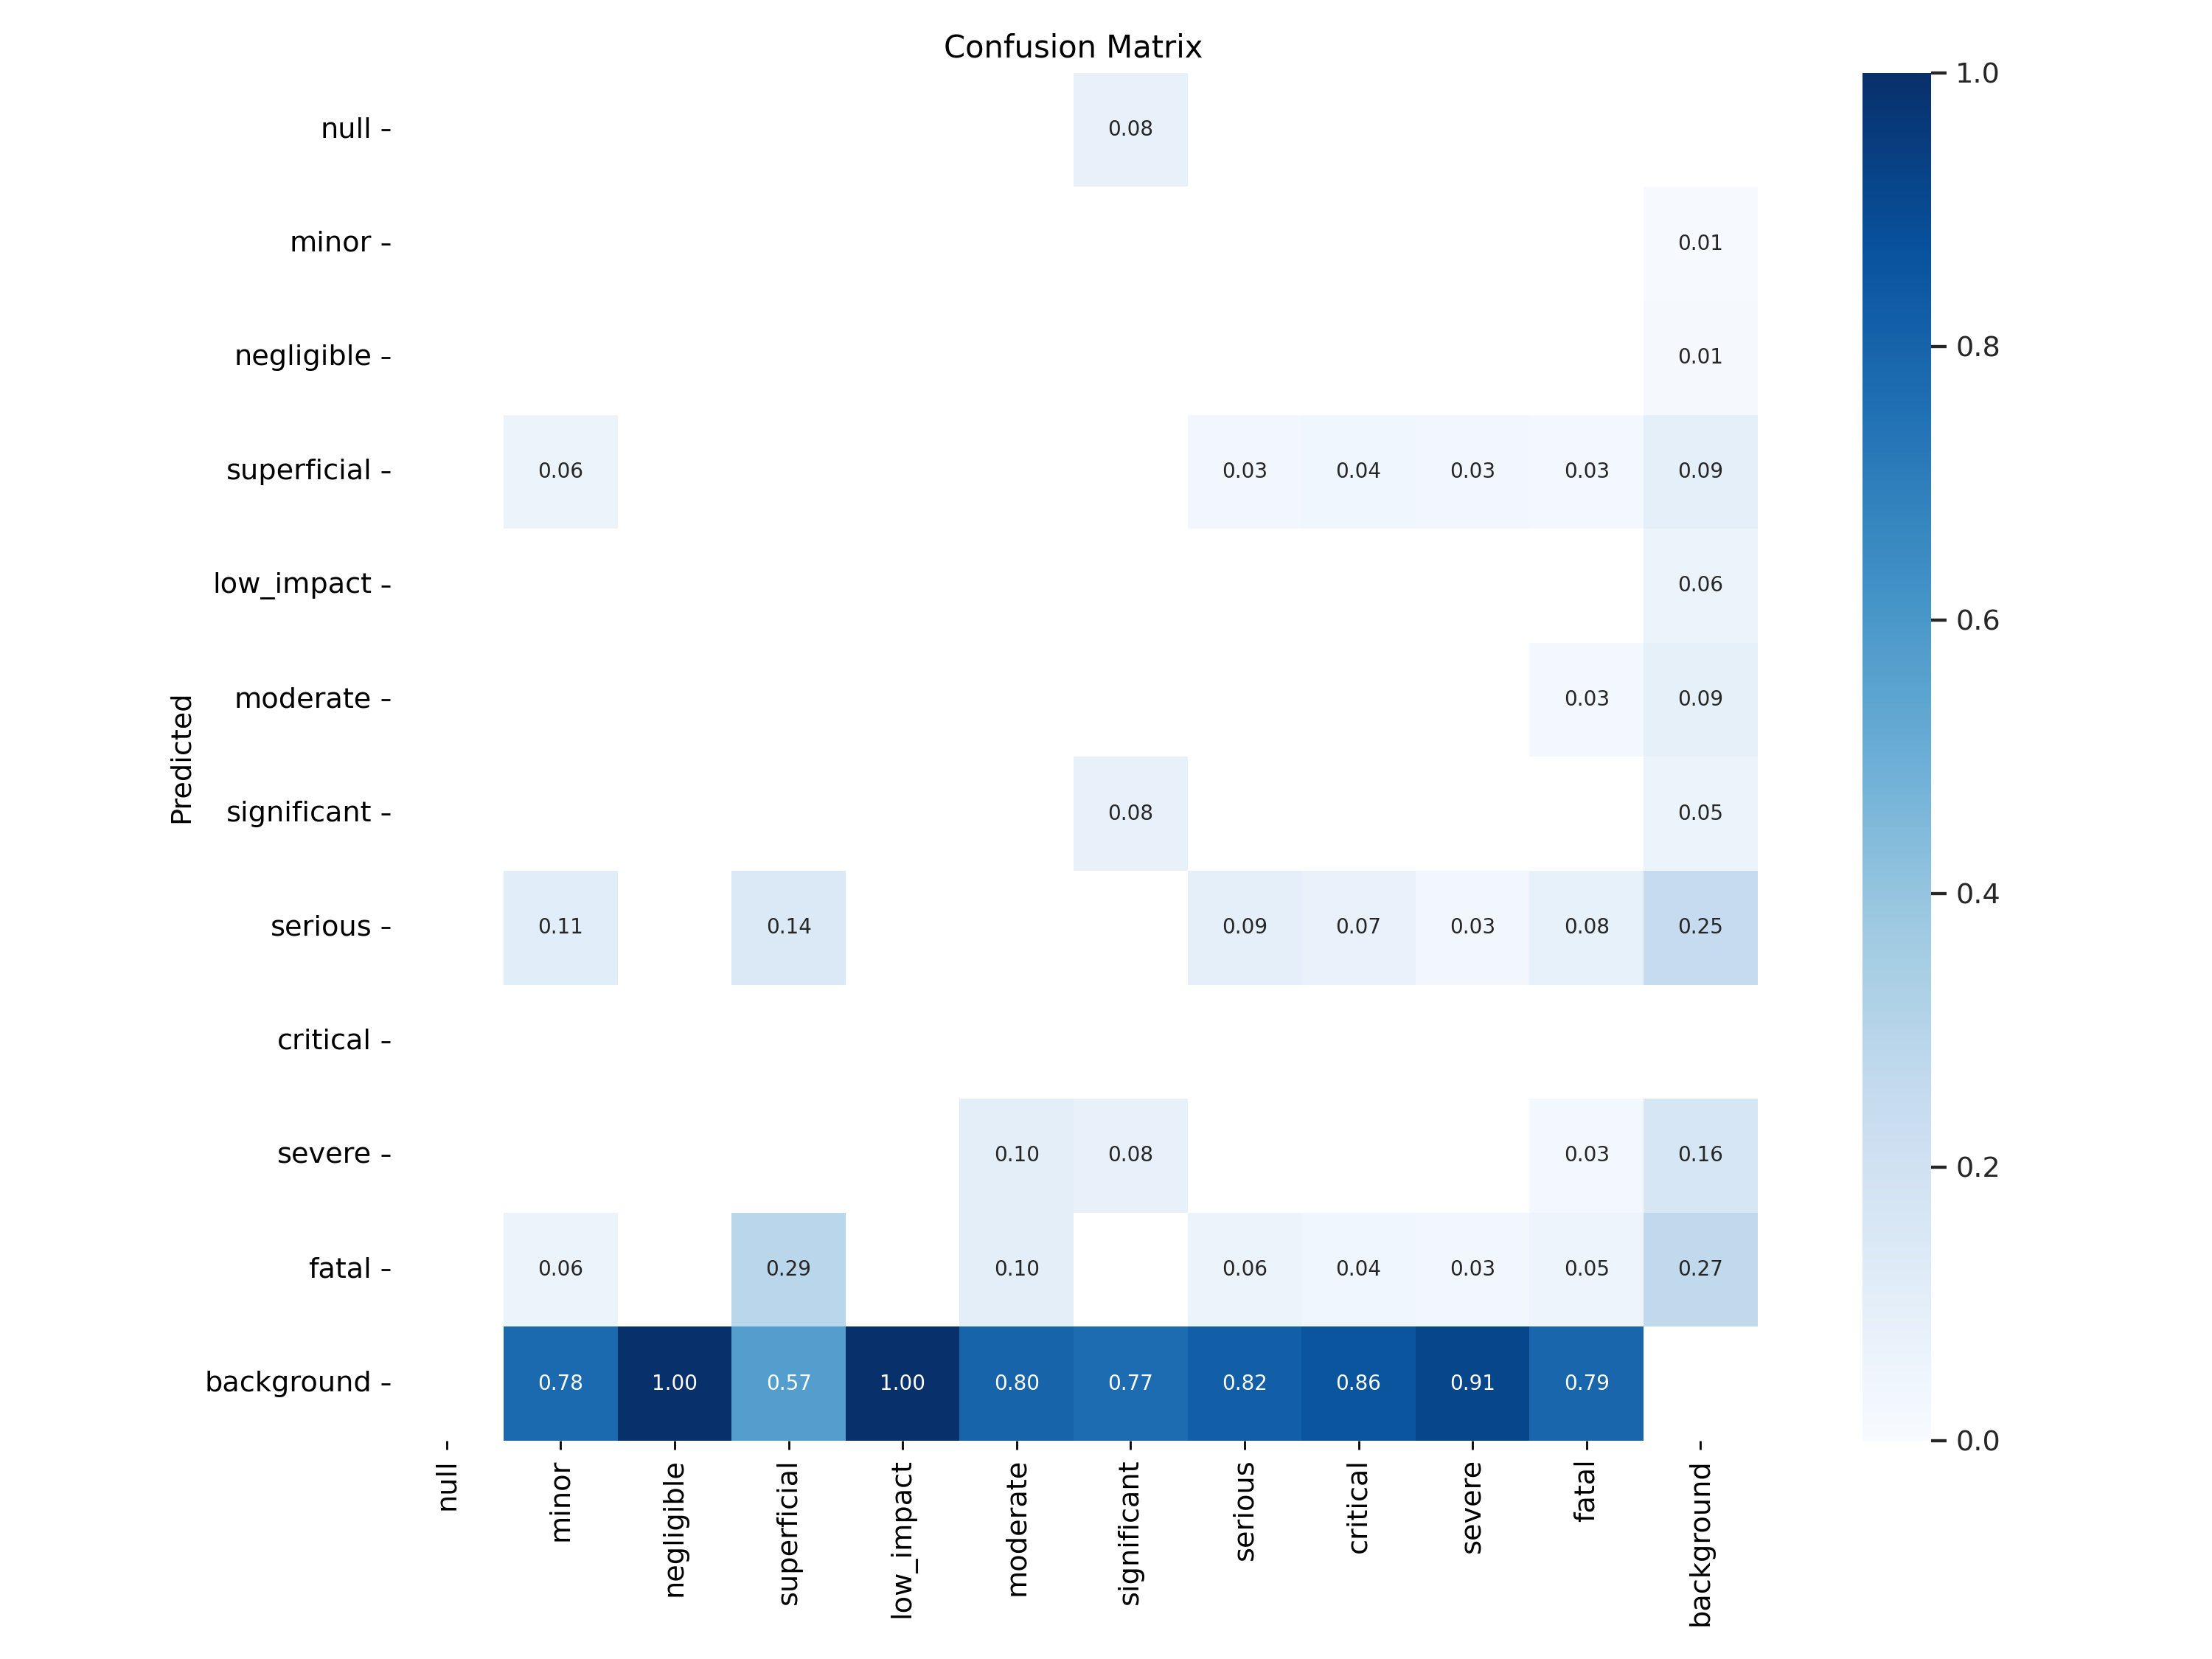 Confusion Matrix
null
0.08
minor
0.01
negligible
0.01
superficial
0.06 0.03 0.04 0.03 0.03 0.09
low_impact
0.06
moderate
0.03 0.09
significant
0.08 0.05
serious
0.11 0.14 0.09 0.07 0.03 0.08 0.25
critical
severe
0.10 0.08 0.03 0.16
fatal
0.06 0.29 0.10 0.06 0.04 0.03 0.05 0.27
background
0.78 1.00 0.57 1.00 0.80 0.77 0.82 0.86 0.91 0.79
Predicted
null
minor
negligible
superficial
low_impact
moderate
significant
serious
critical
severe
fatal
background
1.0
0.8
0.6
0.4
0.2
0.0